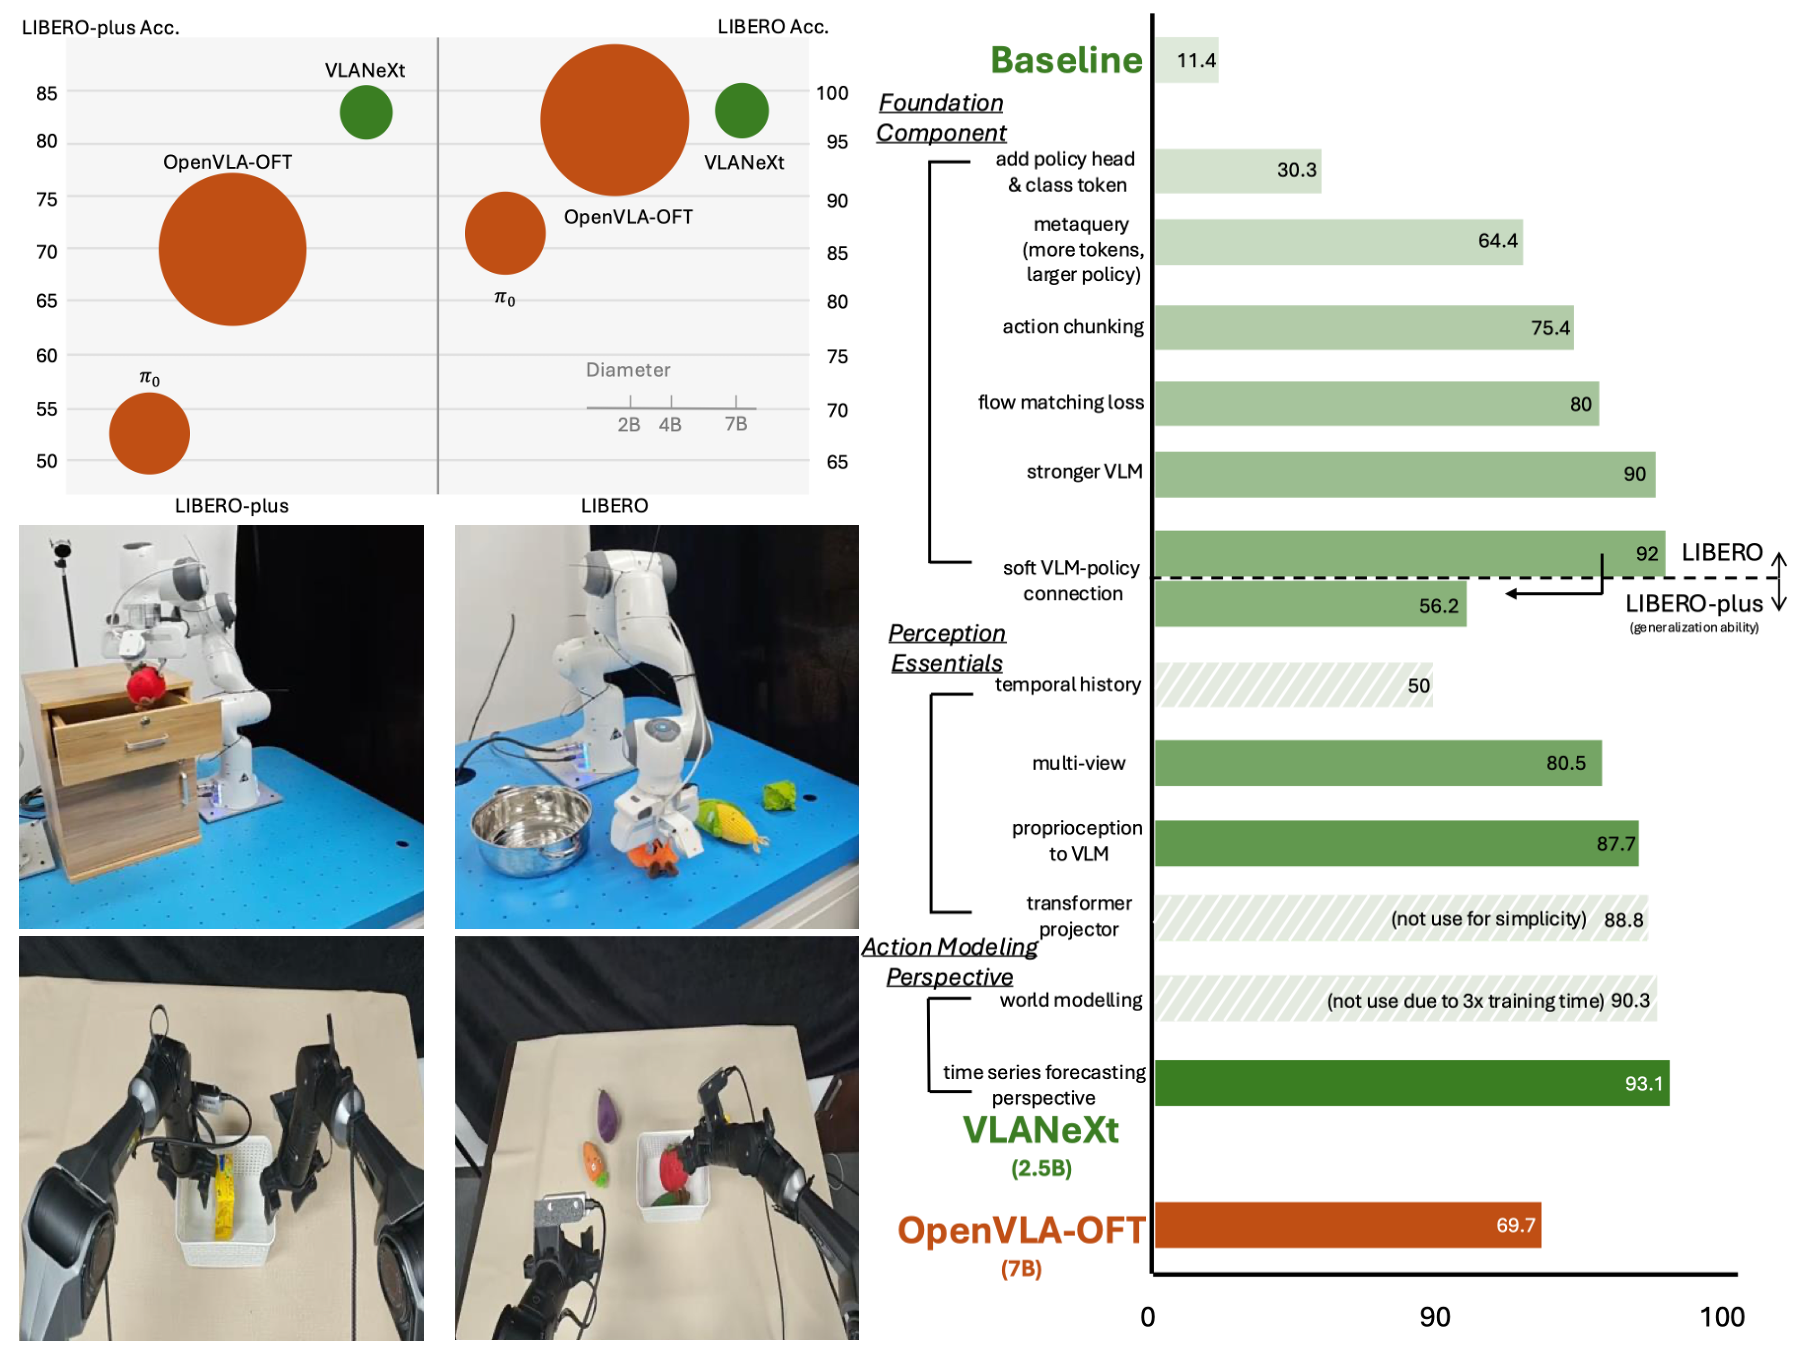 LIBERO-plus Acc.
LIBERO Acc.
85
80
75
70
65
60
55
50
100
95
90
85
80
75
70
65
VLANeXt
OpenVLA-OFT
π₀
VLANeXt
OpenVLA-OFT
π₀
Diameter
2B 4B 7B
LIBERO-plus
LIBERO
Baseline
11.4
Foundation
Component
add policy head
& class token
30.3
metaquery
(more tokens,
larger policy)
64.4
action chunking
75.4
flow matching loss
80
stronger VLM
90
soft VLM-policy
connection
92
LIBERO
56.2
LIBERO-plus
(generalization ability)
Perception
Essentials
temporal history
50
multi-view
80.5
proprioception
to VLM
87.7
transformer
projector
(not use for simplicity) 88.8
Action Modeling
Perspective
world modelling
(not use due to 3x training time) 90.3
time series forecasting
perspective
93.1
VLANeXt
(2.5B)
OpenVLA-OFT
(7B)
69.7
0 90 100